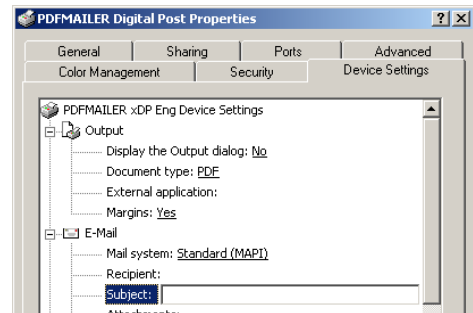 PDFMAILER Digital Post Properties
General Sharing Ports Advanced
Color Management Security Device Settings
PDFMAILER xDP Eng Device Settings
Output
Display the Output dialog: No
Document type: PDF
External application:
Margins: Yes
E-Mail
Mail system: Standard (MAPI)
Recipient:
Subject:
Attachments: